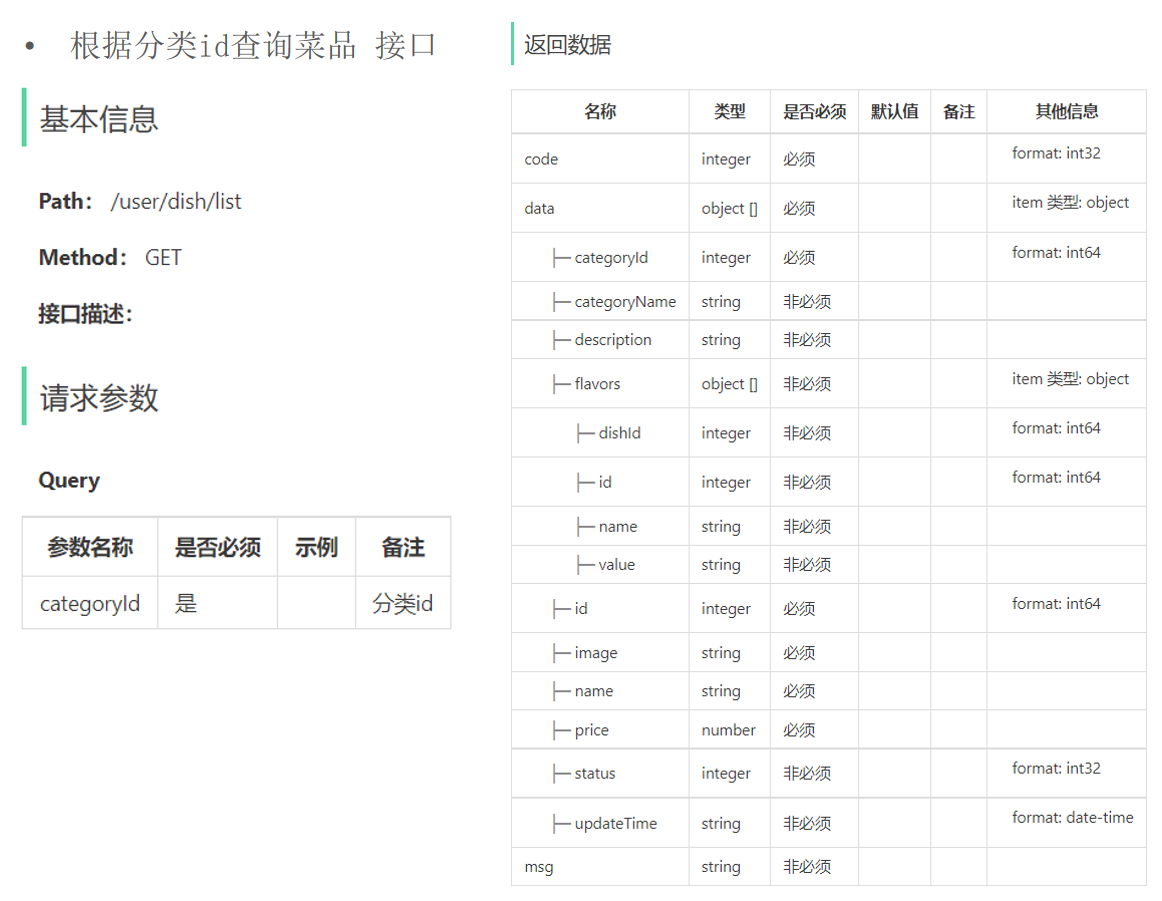 • 根据分类id查询菜品 接口
基本信息
Path： /user/dish/list
Method： GET
接口描述：
请求参数
Query
参数名称 是否必须 示例 备注
categoryId 是 分类id
返回数据
名称 类型 是否必须 默认值 备注 其他信息
code integer 必须 format: int32
data object [] 必须 item 类型: object
├─ categoryId integer 必须 format: int64
├─ categoryName string 非必须
├─ description string 非必须
├─ flavors object [] 非必须 item 类型: object
├─ dishId integer 非必须 format: int64
├─ id integer 非必须 format: int64
├─ name string 非必须
├─ value string 非必须
├─ id integer 必须 format: int64
├─ image string 必须
├─ name string 必须
├─ price number 必须
├─ status integer 非必须 format: int32
├─ updateTime string 非必须 format: date-time
msg string 非必须